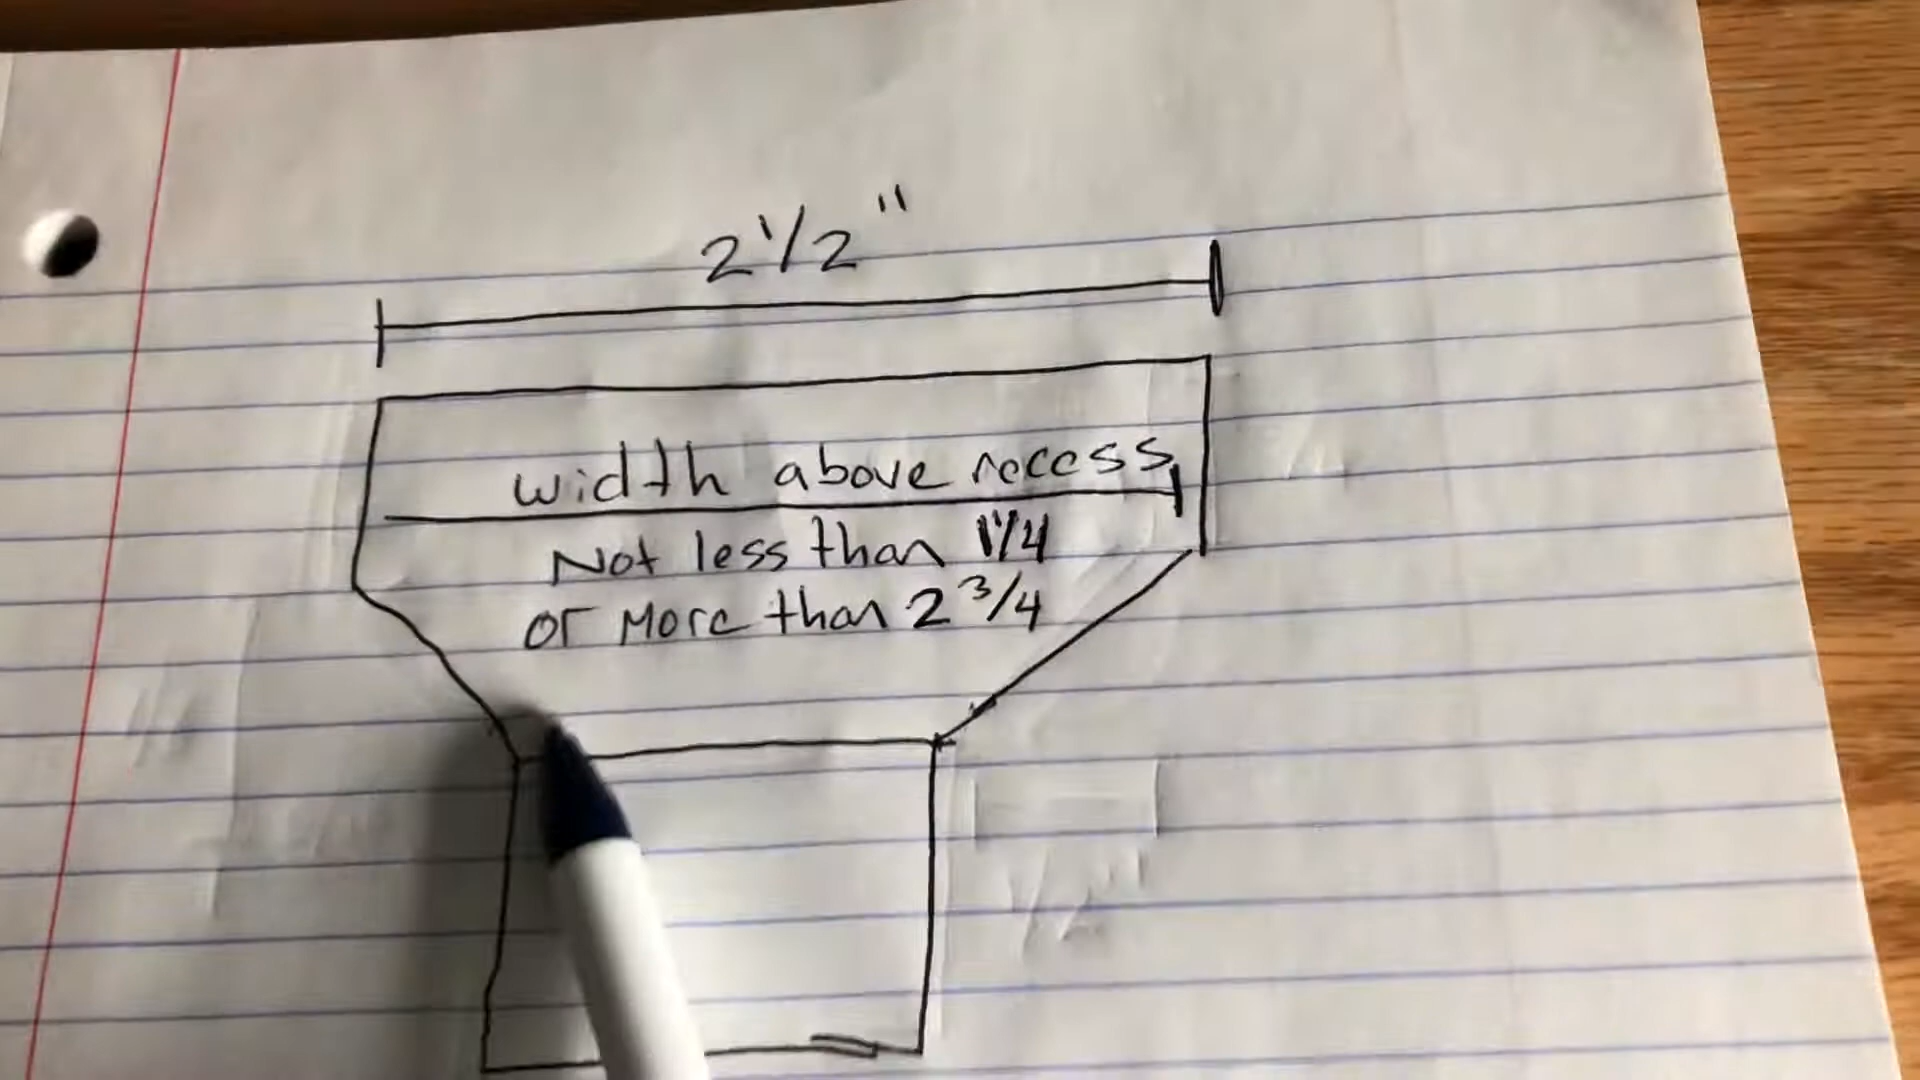 2 1/2 "
width above recess
Not less than 1 1/4
or More than 2 3/4